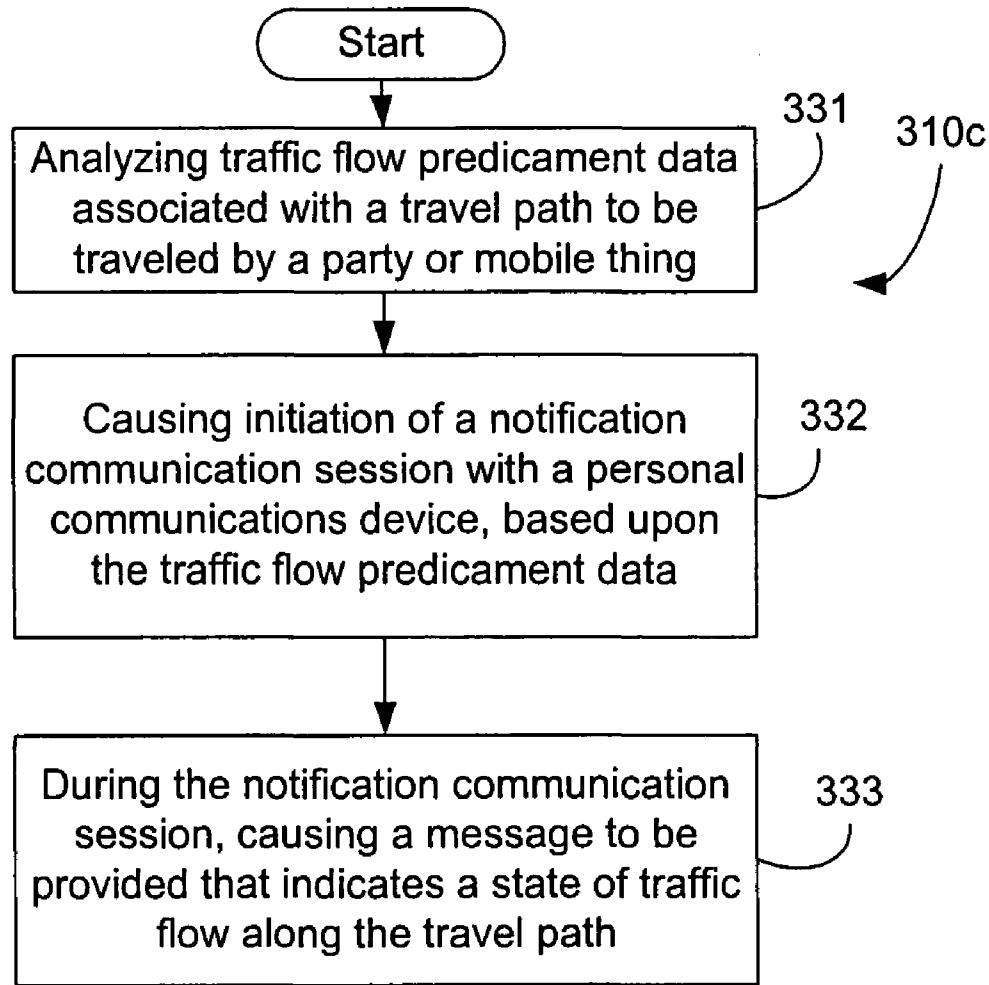 Start
331
310c
Analyzing traffic flow predicament data
associated with a travel path to be
traveled by a party or mobile thing
332
Causing initiation of a notification
communication session with a personal
communications device, based upon
the traffic flow predicament data
333
During the notification communication
session, causing a message to be
provided that indicates a state of traffic
flow along the travel path